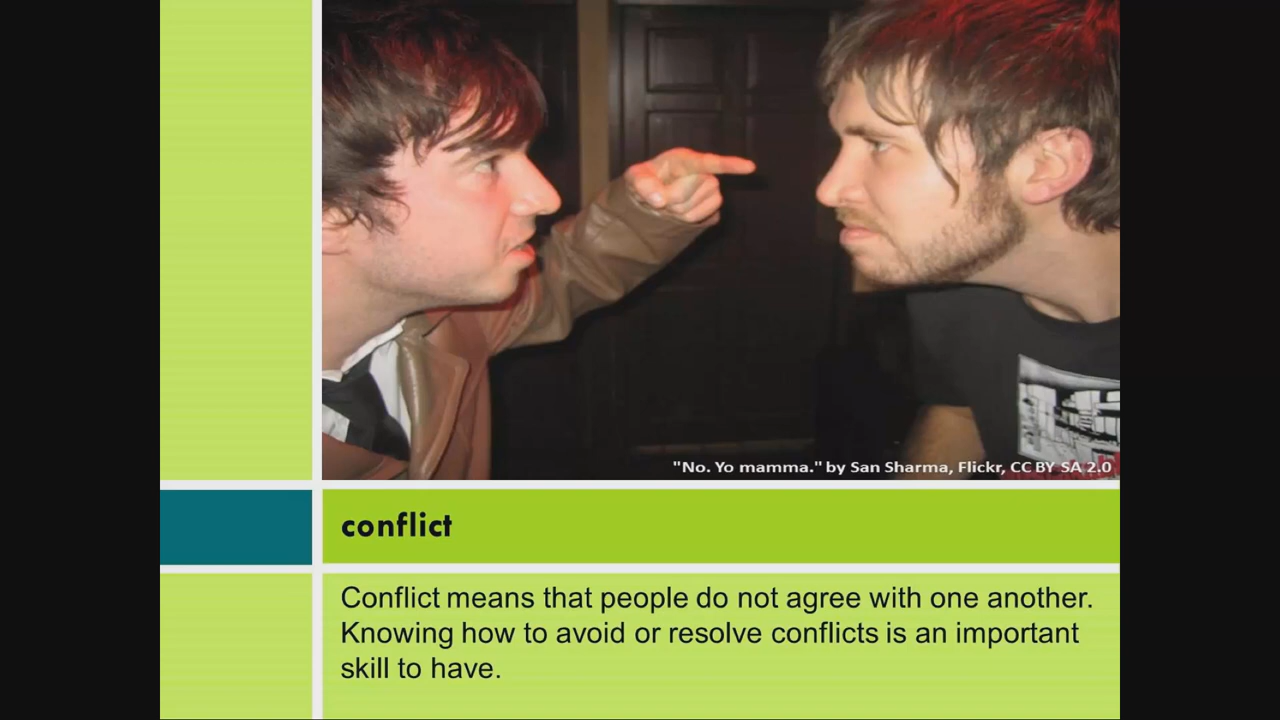 "No. Yo mamma." by San Sharma, Flickr, CC BY SA 2.0
conflict
Conflict means that people do not agree with one another.
Knowing how to avoid or resolve conflicts is an important
skill to have.